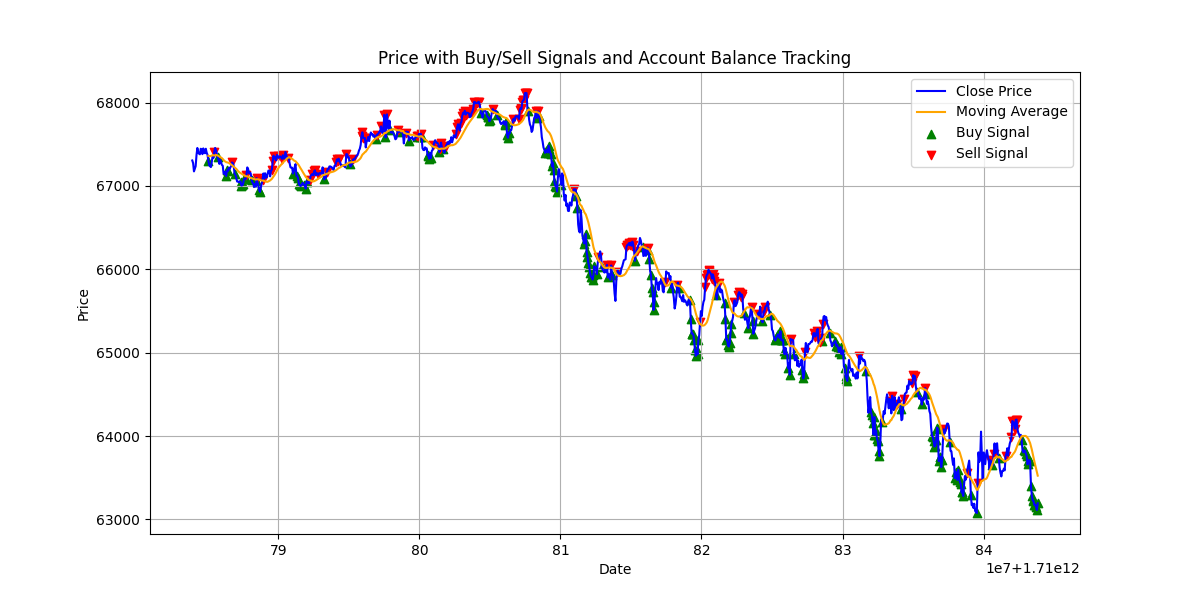 Price with Buy/Sell Signals and Account Balance Tracking
Close Price
Moving Average
Buy Signal
Sell Signal
68000
67000
66000
65000
64000
63000
Price
79 80 81 82 83 84
1e7+1.71e12
Date